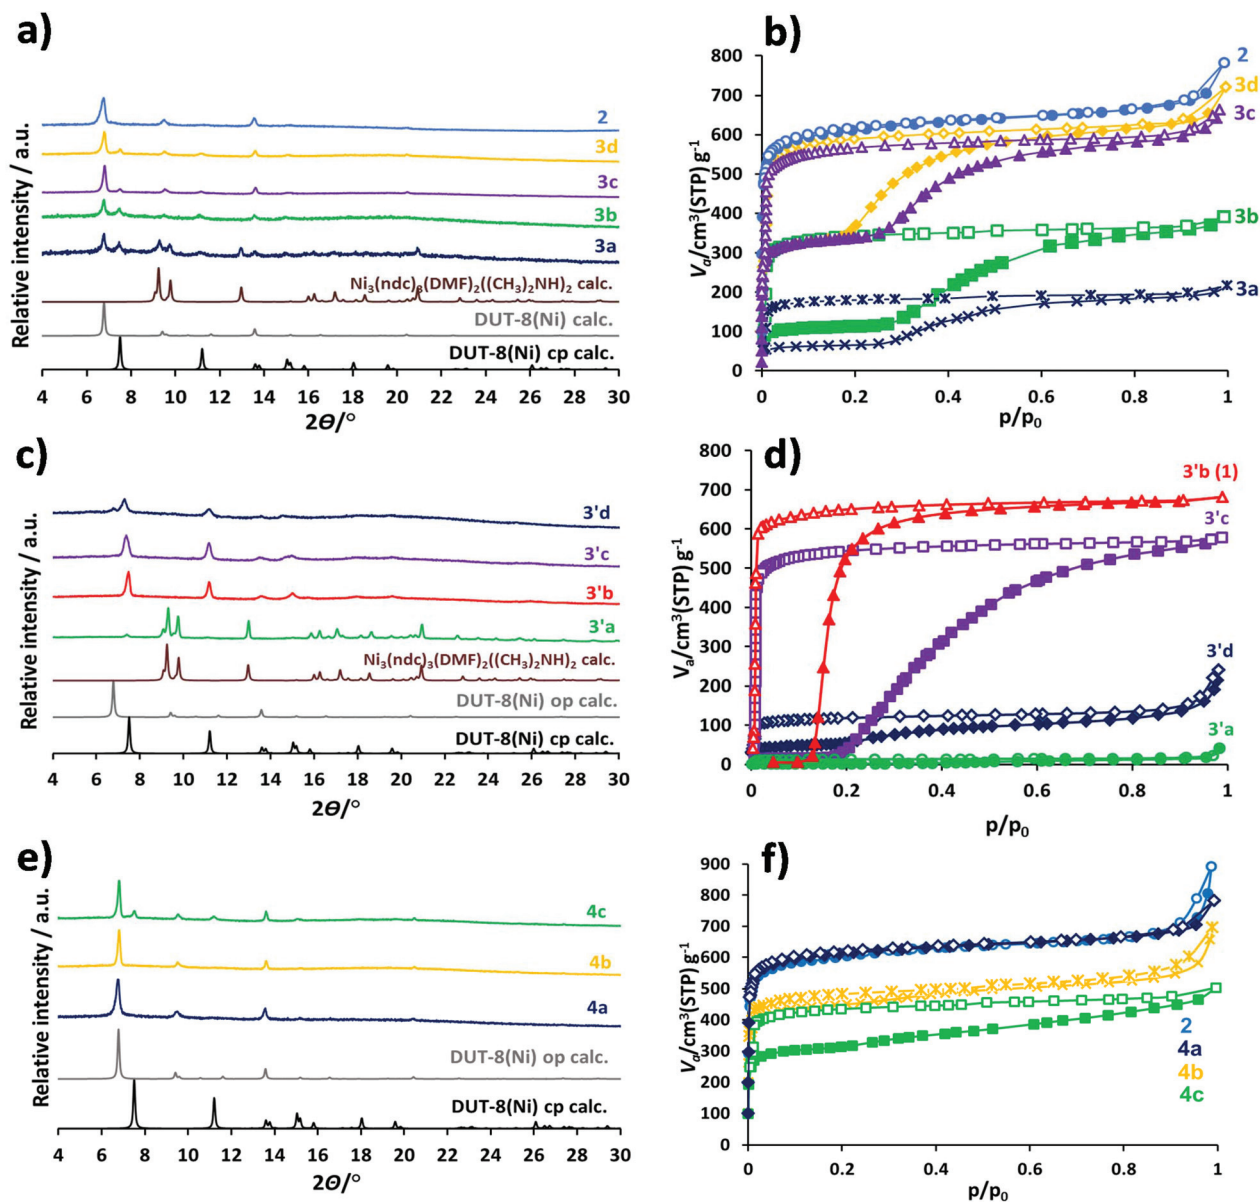 a)
Relative intensity / a.u.
2
3d
3c
3b
3a
Ni₃(ndc)₃(DMF)₂((CH₃)₂NH)₂ calc.
DUT-8(Ni) calc.
DUT-8(Ni) cp calc.
4 6 8 10 12 14 16 18 20 22 24 26 28 30
2Θ/°
b)
Vₐ/cm³(STP) g⁻¹
800
700
600
500
400
300
200
100
0
2
3d
3c
3b
3a
0 0.2 0.4 0.6 0.8 1
p/p₀
c)
Relative intensity / a.u.
3'd
3'c
3'b
3'a
Ni₃(ndc)₃(DMF)₂((CH₃)₂NH)₂ calc.
DUT-8(Ni) op calc.
DUT-8(Ni) cp calc.
4 6 8 10 12 14 16 18 20 22 24 26 28 30
2Θ/°
d)
Vₐ/cm³(STP) g⁻¹
800
700
600
500
400
300
200
100
0
3'b (1)
3'c
3'd
3'a
0 0.2 0.4 0.6 0.8 1
p/p₀
e)
Relative intensity / a.u.
4c
4b
4a
DUT-8(Ni) op calc.
DUT-8(Ni) cp calc.
4 6 8 10 12 14 16 18 20 22 24 26 28 30
2Θ/°
f)
Vₐ/cm³(STP) g⁻¹
900
800
700
600
500
400
300
200
100
0
2
4a
4b
4c
0 0.2 0.4 0.6 0.8 1
p/p₀